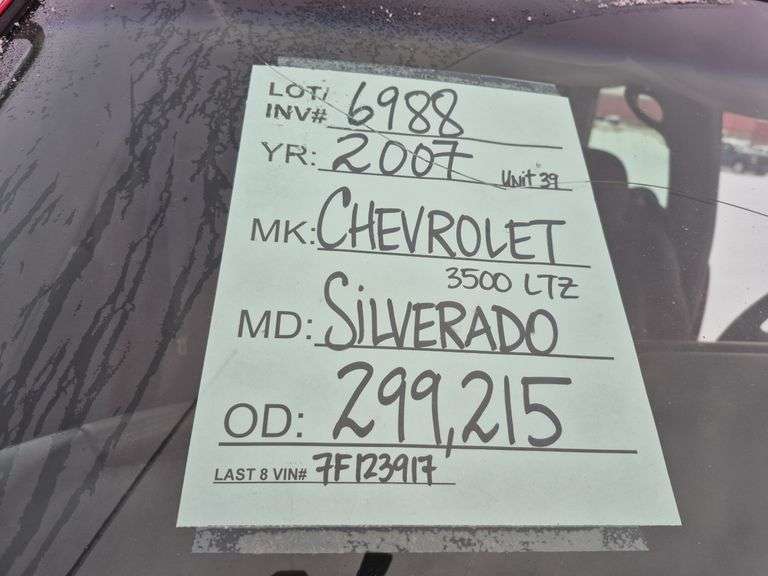 LOT/
INV# 6988
YR: 2007 Unit #39
MK: CHEVROLET
3500 LTZ
MD: SiLVERADO
OD: 299,215
LAST 8 VIN# 7F123917